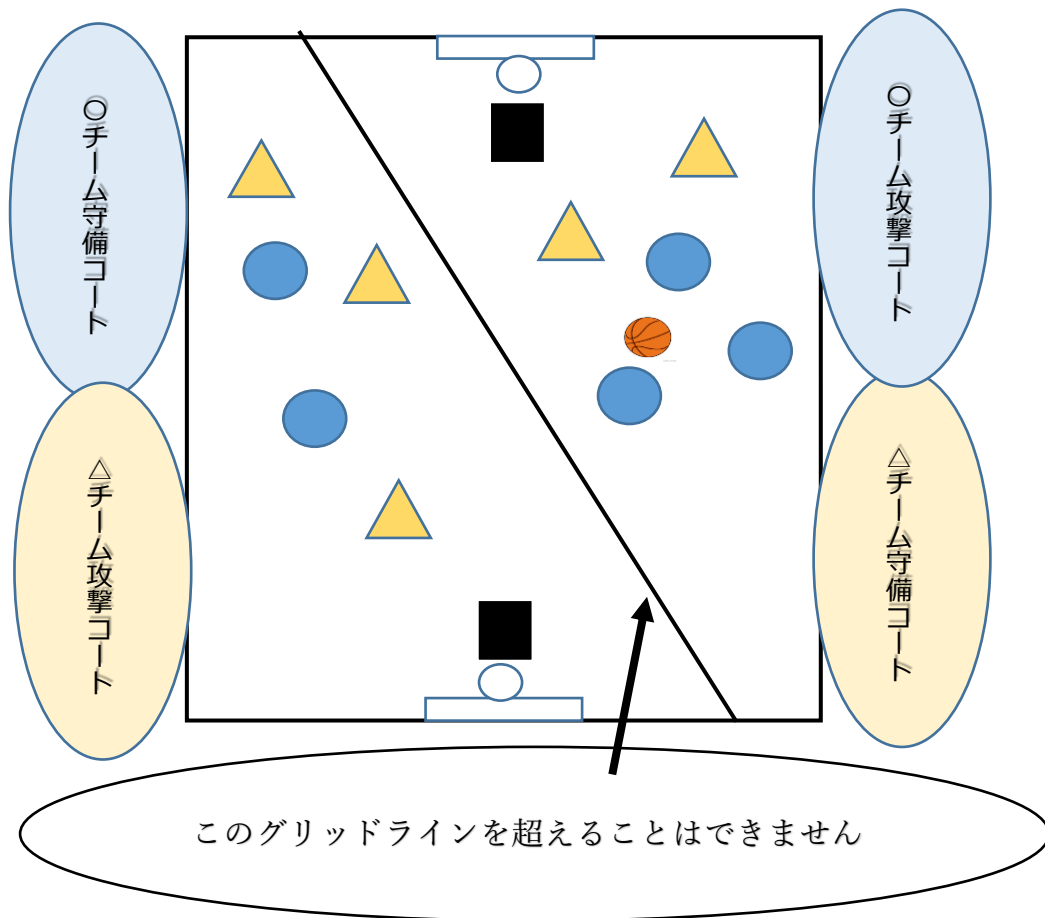 〇チーム守備コート
〇チーム攻撃コート
△チーム攻撃コート
△チーム守備コート
このグリッドラインを超えることはできません